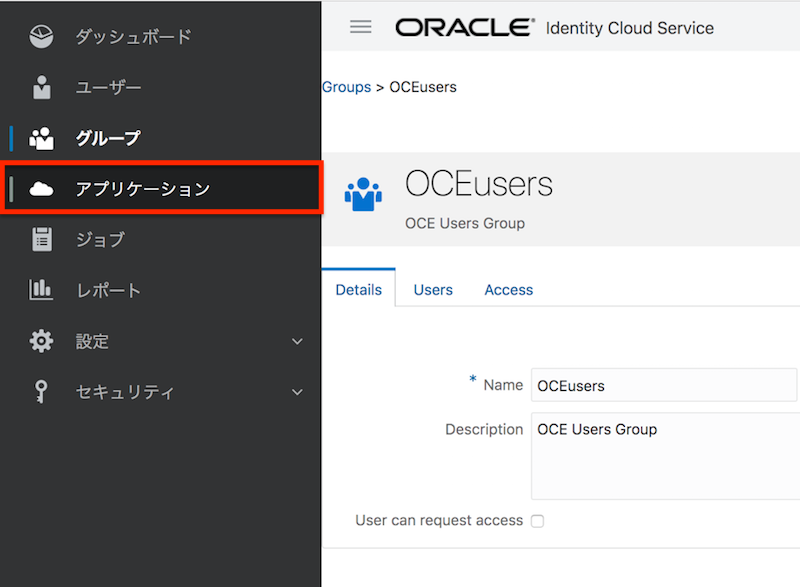 ダッシュボード
ユーザー
グループ
アプリケーション
ジョブ
レポート
設定
セキュリティ
ORACLE® Identity Cloud Service
Groups > OCEusers
OCEusers
OCE Users Group
Details Users Access
* Name OCEusers
Description OCE Users Group
User can request access